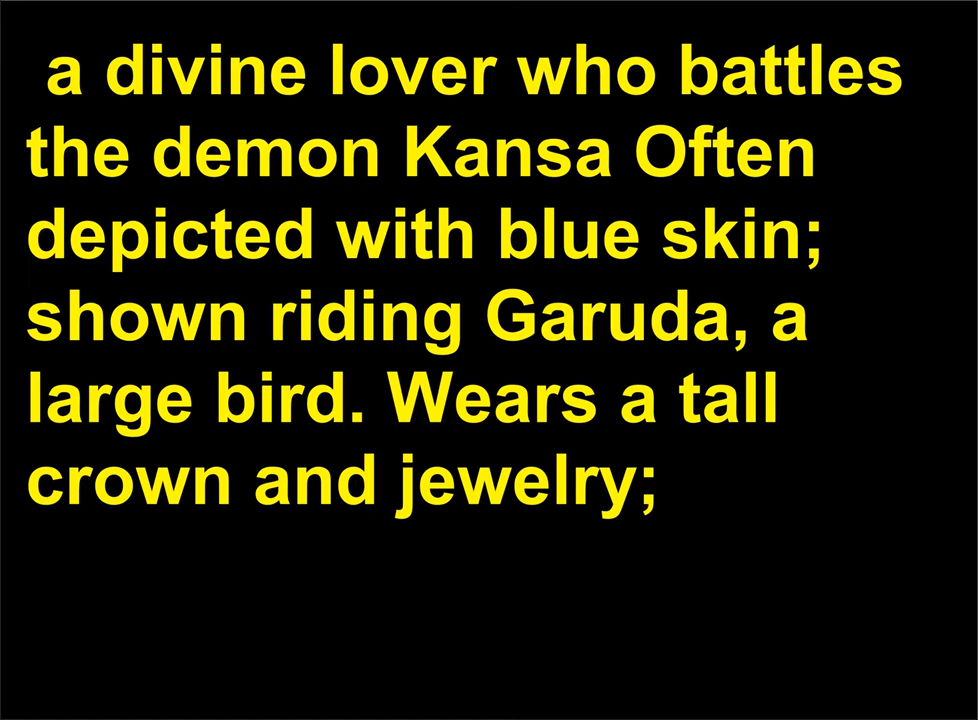 a divine lover who battles
the demon Kansa Often
depicted with blue skin;
shown riding Garuda, a
large bird. Wears a tall
crown and jewelry;